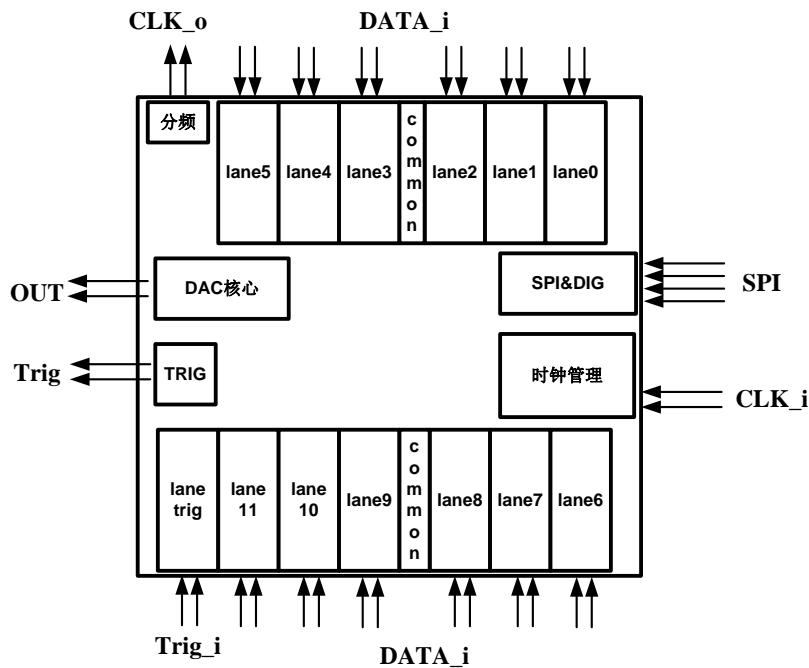 CLK_o
DATA_i
分频
lane5
lane4
lane3
common
lane2
lane1
lane0
OUT
DAC核心
SPI&DIG
SPI
Trig
TRIG
时钟管理
CLK_i
lane
trig
lane
11
lane
10
lane9
common
lane8
lane7
lane6
Trig_i
DATA_i